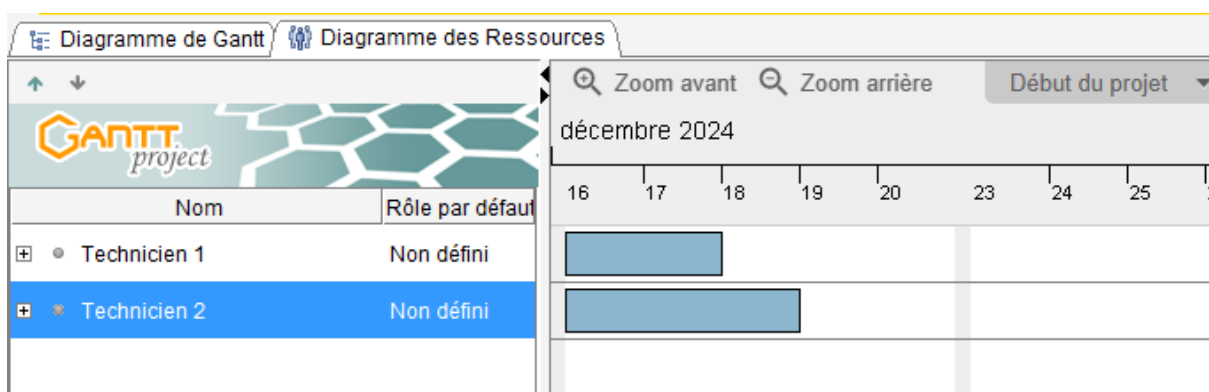 Diagramme de Gantt Diagramme des Ressources
Zoom avant Zoom arrière Début du projet
GANTT
project
décembre 2024
16 17 18 19 20 23 24 25
Nom Rôle par défaut
Technicien 1 Non défini
Technicien 2 Non défini